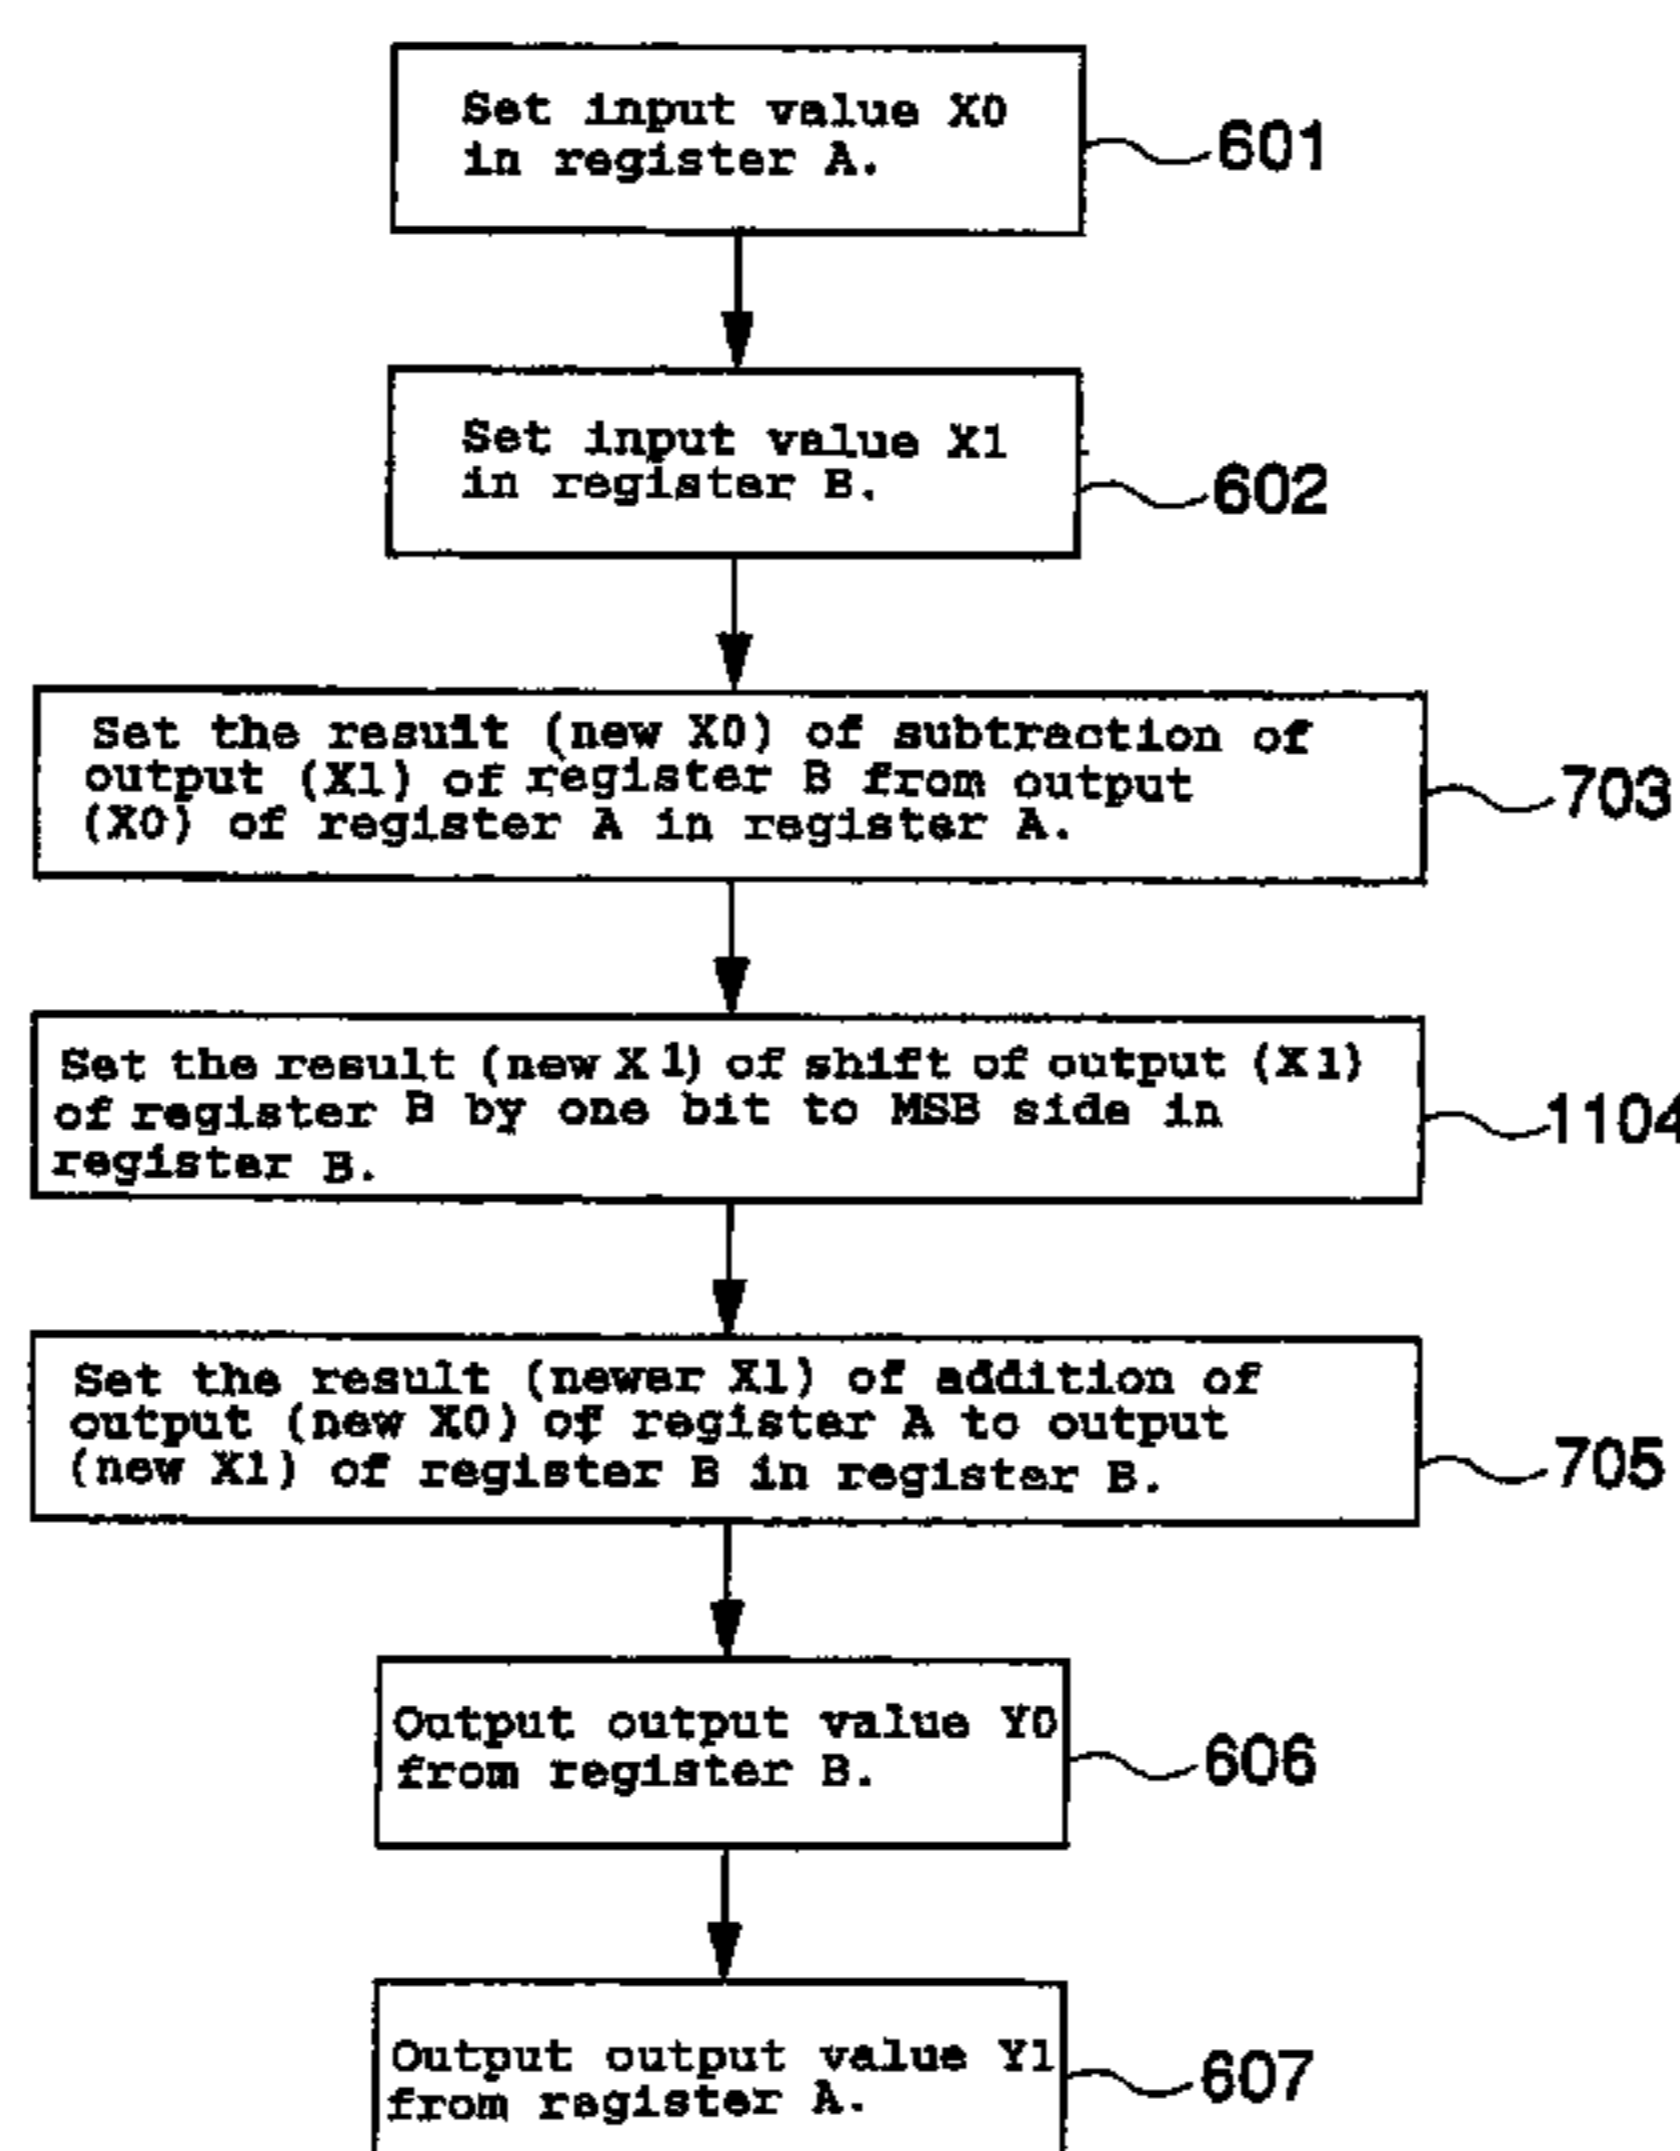 Set input value X0
in register A.
601
Set input value X1
in register B.
602
Set the result (new X0) of subtraction of
output (X1) of register B from output
(X0) of register A in register A.
703
Set the result (new X1) of shift of output (X1)
of register B by one bit to MSB side in
register B.
1104
Set the result (newer X1) of addition of
output (new X0) of register A to output
(new X1) of register B in register B.
705
Output output value Y0
from register B.
606
Output output value Y1
from register A.
607